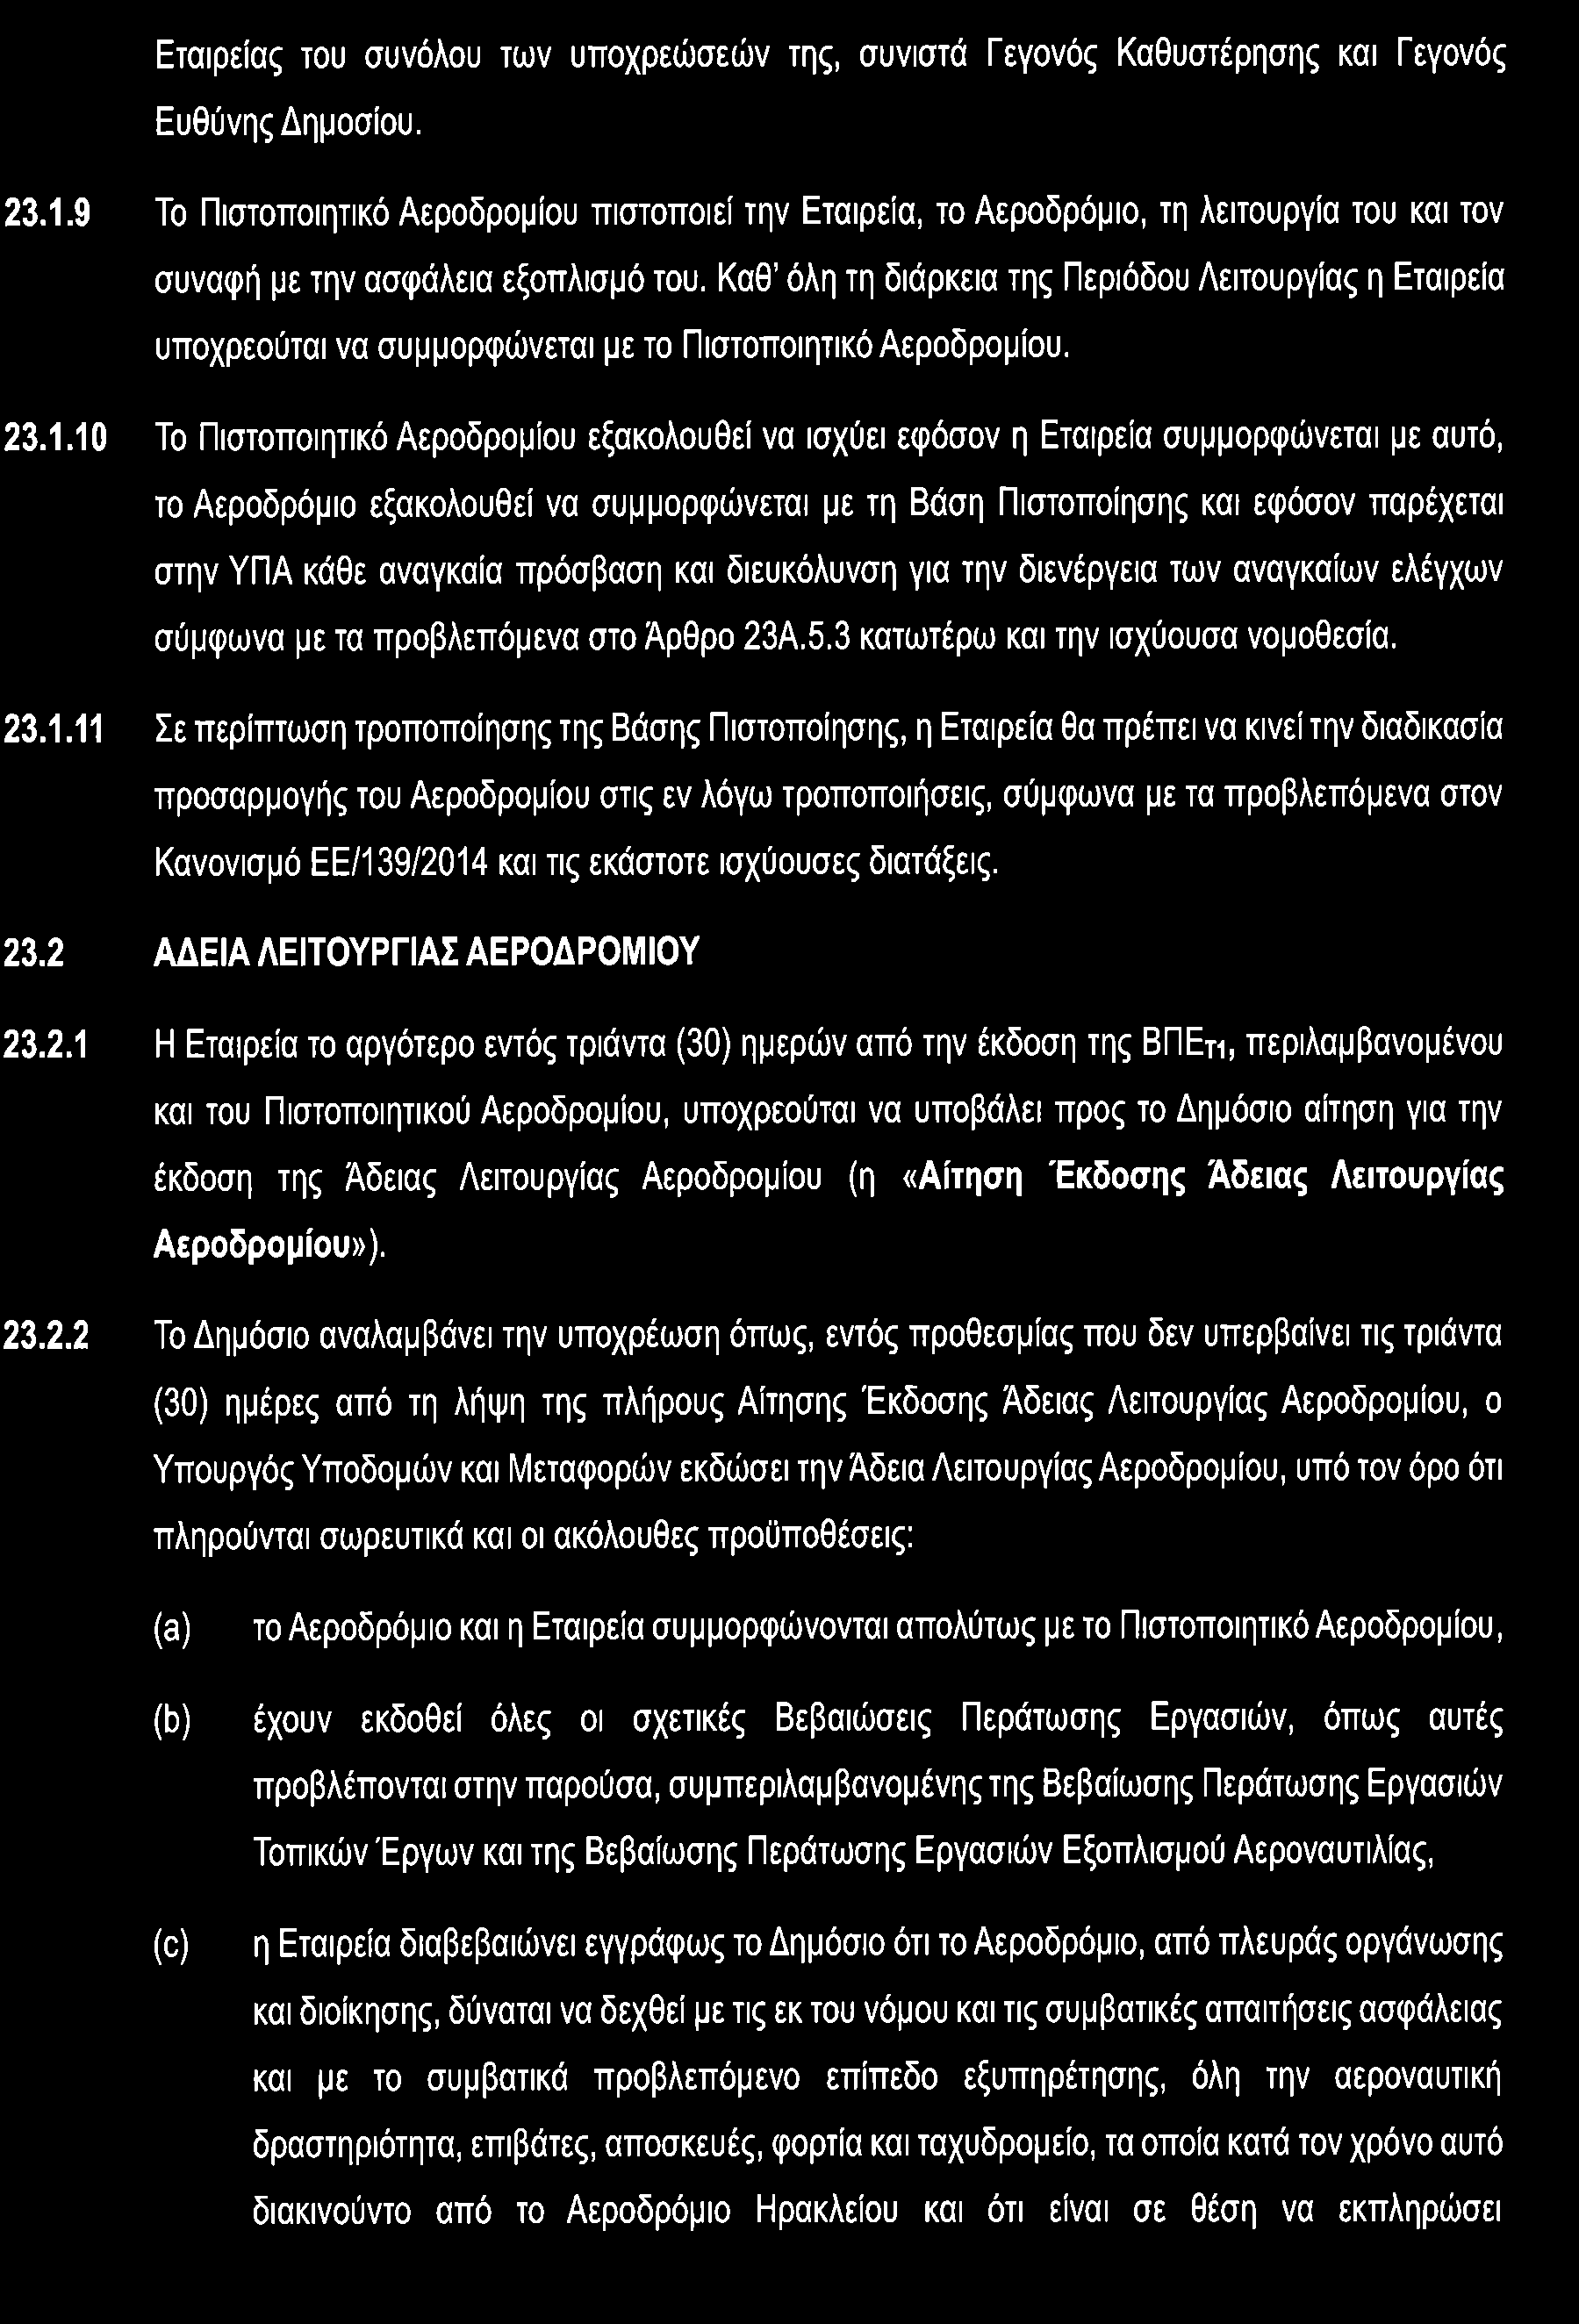 Εταιρείας του συνόλου των υποχρεώσεών της, συνιστά Γεγονός Καθυστέρησης και Γεγονός
Ευθύνης Δημοσίου.
23.1.9 Το Πιστοποιητικό Αεροδρομίου πιστοποιεί την Εταιρεία, το Αεροδρόμιο, τη λειτουργία του και τον
συναφή με την ασφάλεια εξοπλισμό του. Καθ’ όλη τη διάρκεια της Περιόδου Λειτουργίας η Εταιρεία
υποχρεούται να συμμορφώνεται με το Πιστοποιητικό Αεροδρομίου.
23.1.10 Το Πιστοποιητικό Αεροδρομίου εξακολουθεί να ισχύει εφόσον η Εταιρεία συμμορφώνεται με αυτό,
το Αεροδρόμιο εξακολουθεί να συμμορφώνεται με τη Βάση Πιστοποίησης και εφόσον παρέχεται
στην ΥΠΑ κάθε αναγκαία πρόσβαση και διευκόλυνση για την διενέργεια των αναγκαίων ελέγχων
σύμφωνα με τα προβλεπόμενα στο Άρθρο 23Α.5.3 κατωτέρω και την ισχύουσα νομοθεσία.
23.1.11 Σε περίπτωση τροποποίησης της Βάσης Πιστοποίησης, η Εταιρεία θα πρέπει να κινεί την διαδικασία
προσαρμογής του Αεροδρομίου στις εν λόγω τροποποιήσεις, σύμφωνα με τα προβλεπόμενα στον
Κανονισμό ΕΕ/139/2014 και τις εκάστοτε ισχύουσες διατάξεις.
23.2 ΑΔΕΙΑ ΛΕΙΤΟΥΡΓΙΑΣ ΑΕΡΟΔΡΟΜΙΟΥ
23.2.1 Η Εταιρεία το αργότερο εντός τριάντα (30) ημερών από την έκδοση της ΒΠΕΤ1, περιλαμβανομένου
και του Πιστοποιητικού Αεροδρομίου, υποχρεούται να υποβάλει προς το Δημόσιο αίτηση για την
έκδοση της Άδειας Λειτουργίας Αεροδρομίου (η «Αίτηση Έκδοσης Άδειας Λειτουργίας
Αεροδρομίου»).
23.2.2 Το Δημόσιο αναλαμβάνει την υποχρέωση όπως, εντός προθεσμίας που δεν υπερβαίνει τις τριάντα
(30) ημέρες από τη λήψη της πλήρους Αίτησης Έκδοσης Άδειας Λειτουργίας Αεροδρομίου, ο
Υπουργός Υποδομών και Μεταφορών εκδώσει την Άδεια Λειτουργίας Αεροδρομίου, υπό τον όρο ότι
πληρούνται σωρευτικά και οι ακόλουθες προϋποθέσεις:
(a) το Αεροδρόμιο και η Εταιρεία συμμορφώνονται απολύτως με το Πιστοποιητικό Αεροδρομίου,
(b) έχουν εκδοθεί όλες οι σχετικές Βεβαιώσεις Περάτωσης Εργασιών, όπως αυτές
προβλέπονται στην παρούσα, συμπεριλαμβανομένης της Βεβαίωσης Περάτωσης Εργασιών
Τοπικών Έργων και της Βεβαίωσης Περάτωσης Εργασιών Εξοπλισμού Αεροναυτιλίας,
(c) η Εταιρεία διαβεβαιώνει εγγράφως το Δημόσιο ότι το Αεροδρόμιο, από πλευράς οργάνωσης
και διοίκησης, δύναται να δεχθεί με τις εκ του νόμου και τις συμβατικές απαιτήσεις ασφάλειας
και με το συμβατικά προβλεπόμενο επίπεδο εξυπηρέτησης, όλη την αεροναυτική
δραστηριότητα, επιβάτες, αποσκευές, φορτία και ταχυδρομείο, τα οποία κατά τον χρόνο αυτό
διακινούντο από το Αεροδρόμιο Ηρακλείου και ότι είναι σε θέση να εκπληρώσει